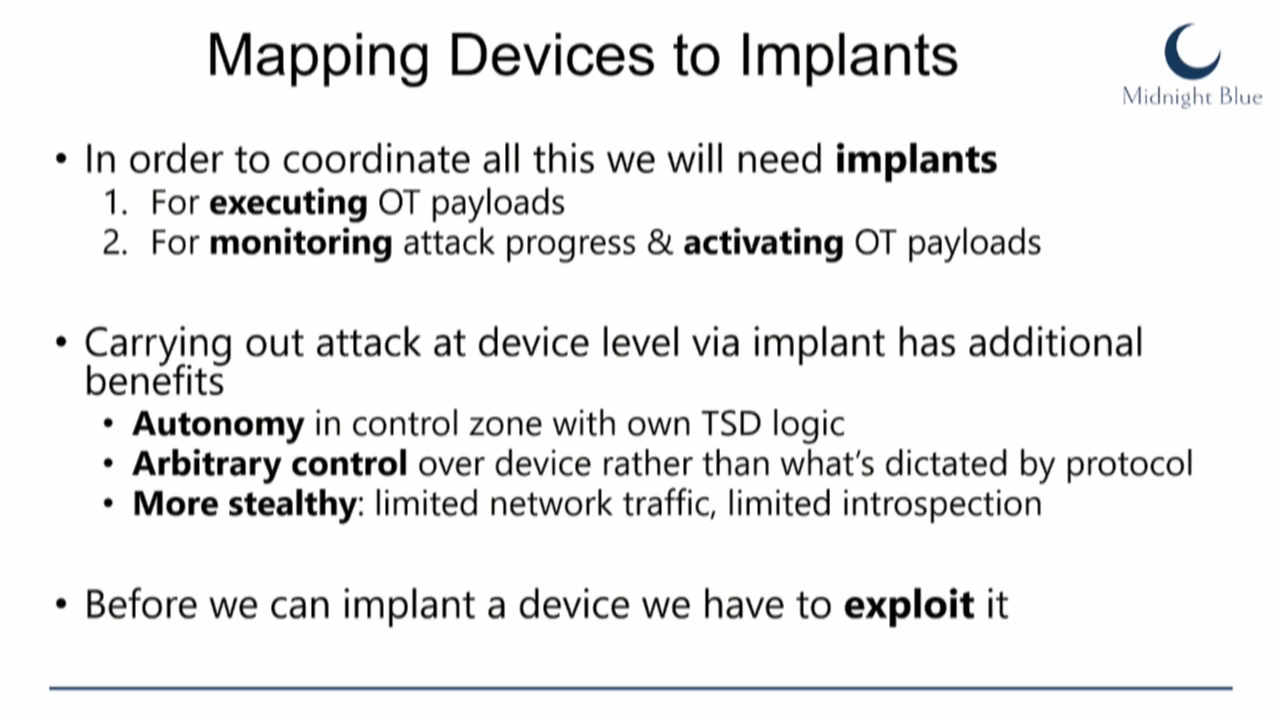 Mapping Devices to Implants
Midnight Blue
• In order to coordinate all this we will need implants
1. For executing OT payloads
2. For monitoring attack progress & activating OT payloads
• Carrying out attack at device level via implant has additional
benefits
• Autonomy in control zone with own TSD logic
• Arbitrary control over device rather than what's dictated by protocol
• More stealthy: limited network traffic, limited introspection
• Before we can implant a device we have to exploit it